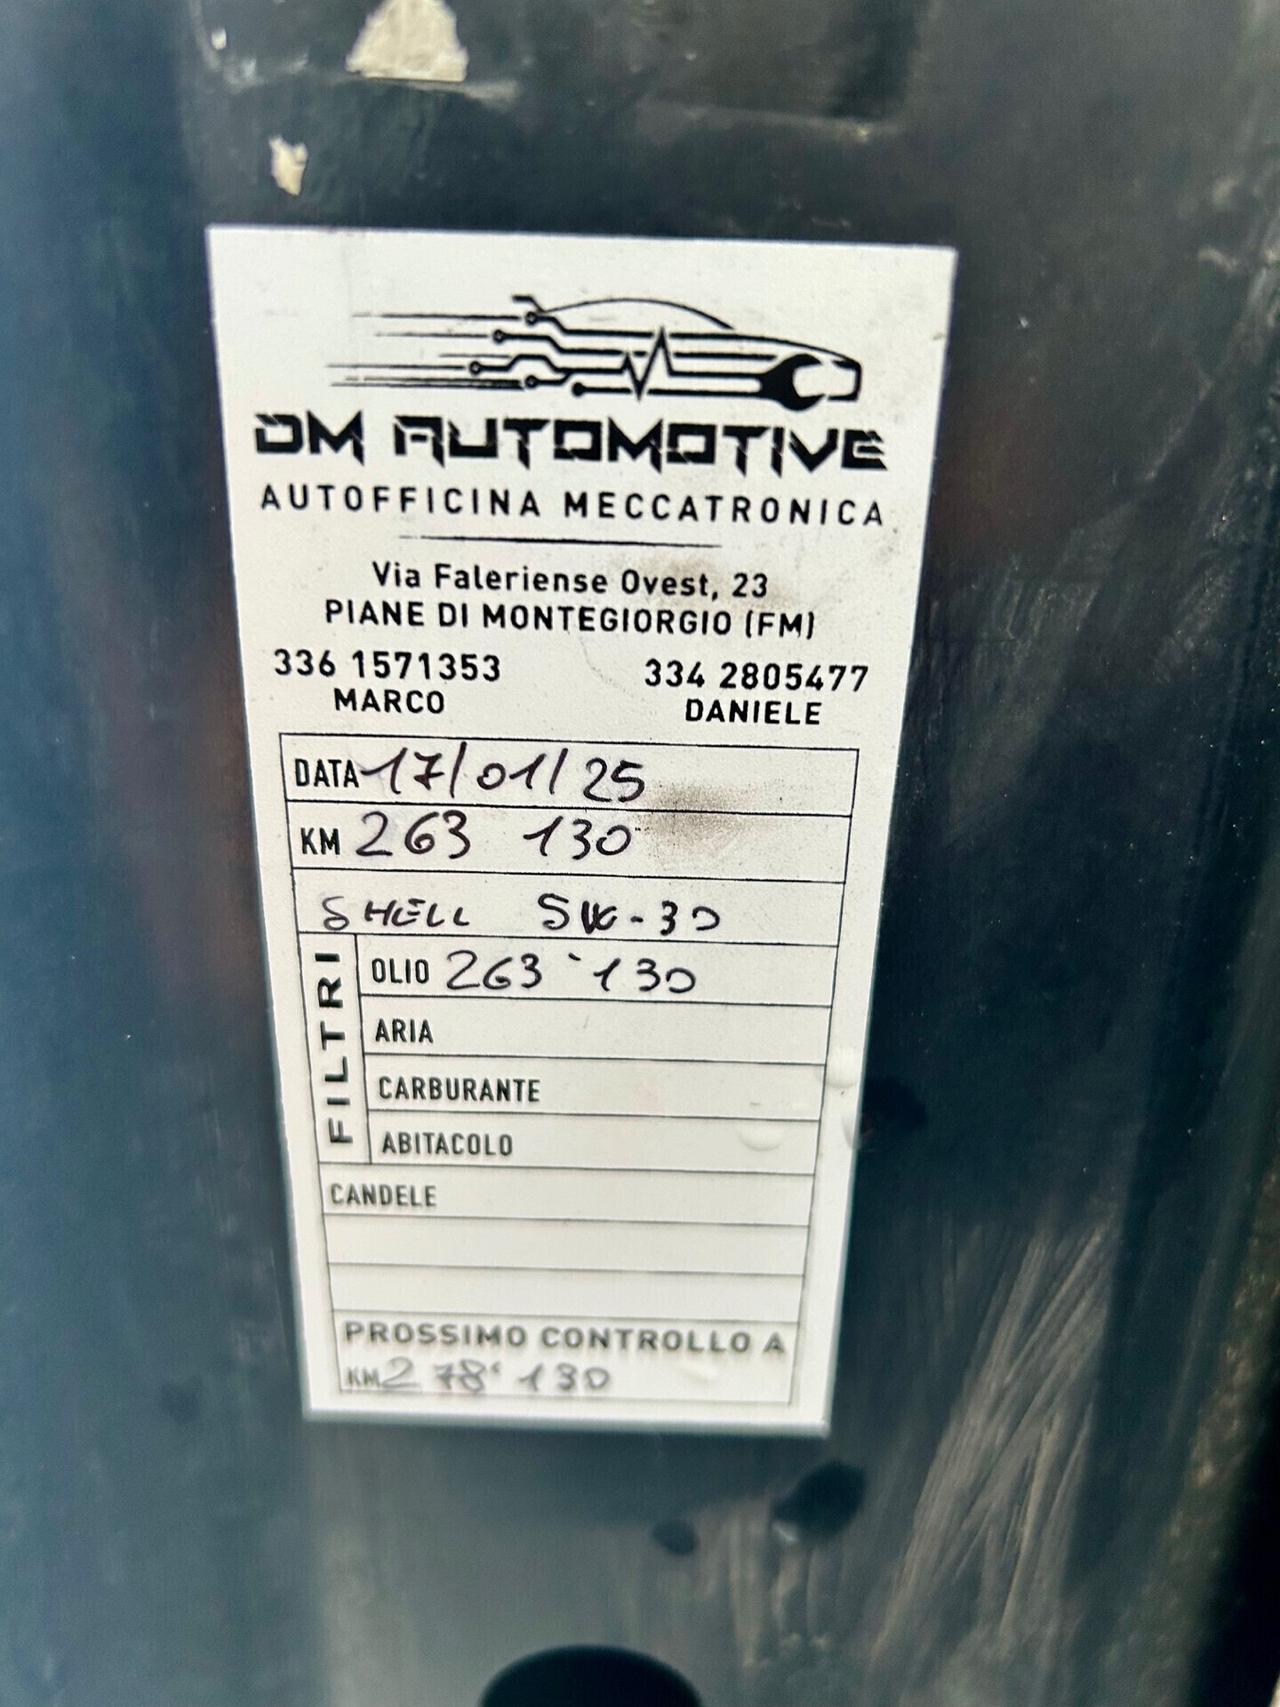 DM AUTOMOTIVE
AUTOFFICINA MECCATRONICA
Via Faleriense Ovest, 23
PIANE DI MONTEGIORGIO (FM)
336 1571353 334 2805477
MARCO DANIELE
DATA 17/01/25
KM 263 130
SHELL 5W-30
FILTRI
OLIO 263 130
ARIA
CARBURANTE
ABITACOLO
CANDELE
PROSSIMO CONTROLLO A
KM 278'130